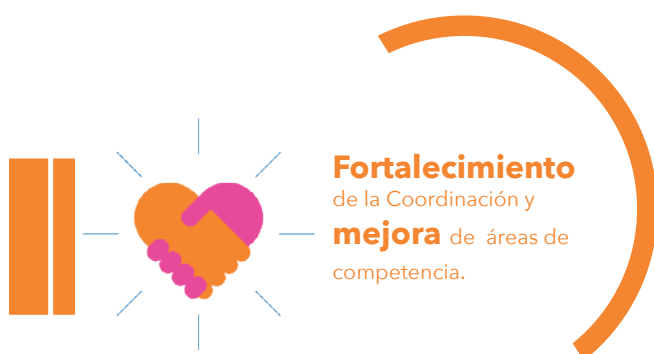 Fortalecimiento
de la Coordinación y
mejora de áreas de
competencia.